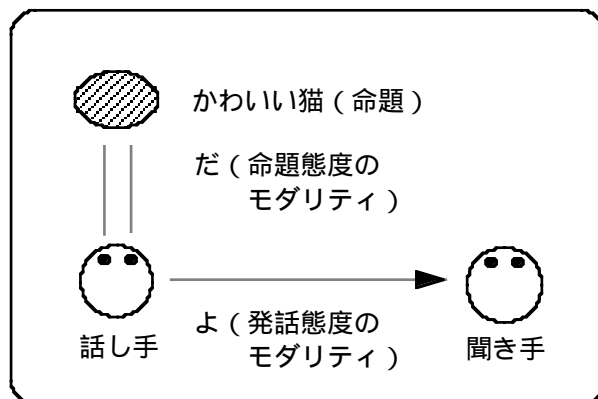 かわいい猫（命題）
だ（命題態度の
モダリティ）
よ（発話態度の
モダリティ）
話し手
聞き手